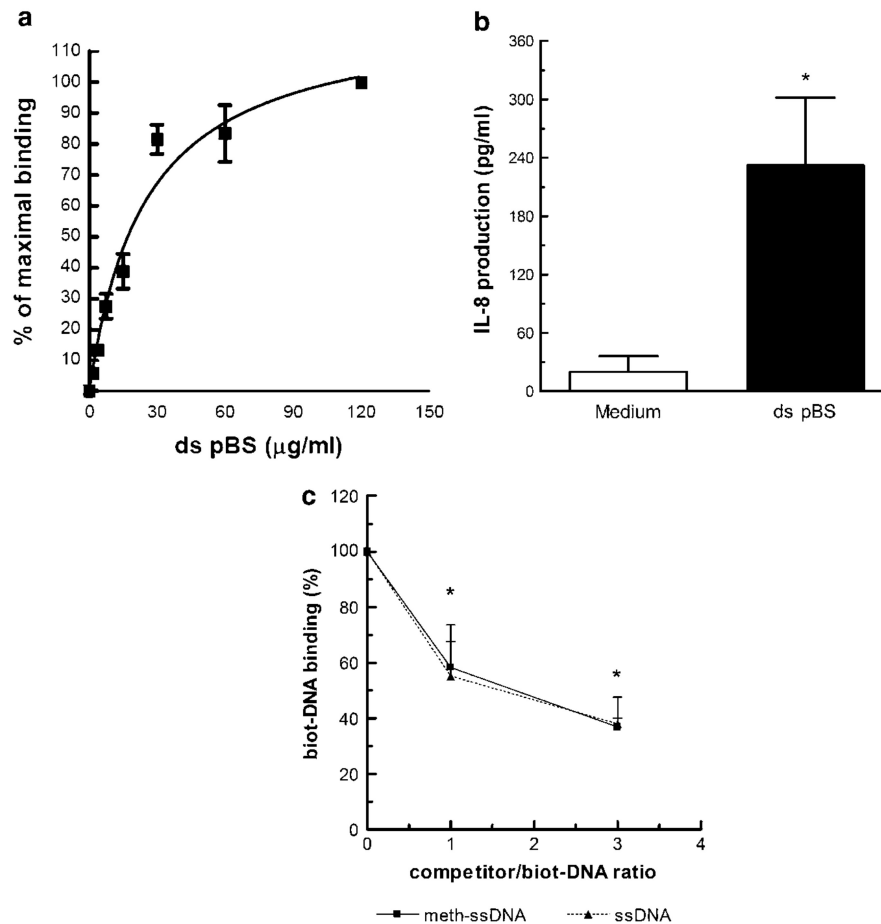 a
110
100
90
80
70
60
50
40
30
20
10
0 30 60 90 120 150
% of maximal binding
ds pBS (μg/ml)
b
360
300
240
180
120
60
0
IL-8 production (pg/ml)
*
Medium ds pBS
c
120
100
80
60
40
20
0
biot-DNA binding (%)
*
*
0 1 2 3 4
competitor/biot-DNA ratio
meth-ssDNA ssDNA